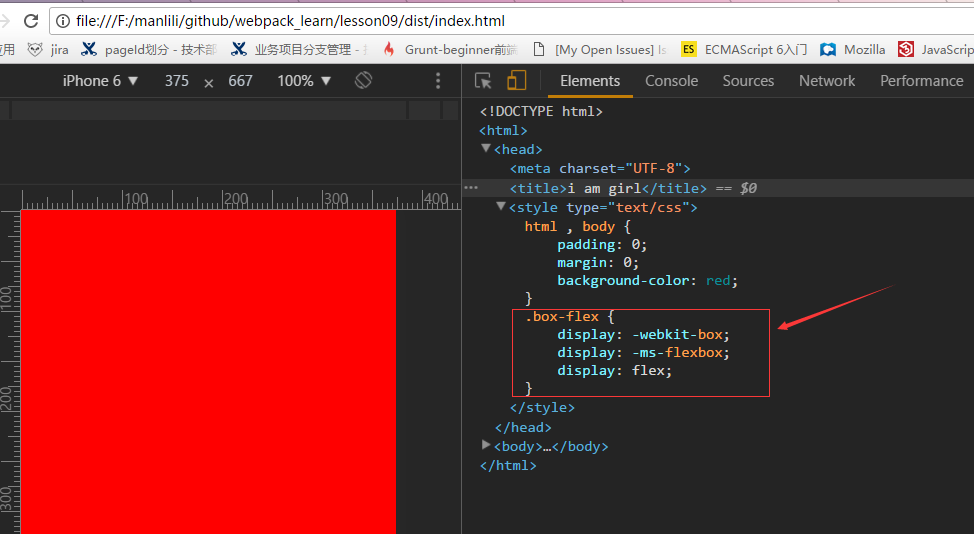 file:///F:/manlili/github/webpack_learn/lesson09/dist/index.html
应用 jira pageId划分 - 技术部 业务项目分支管理 - Grunt-beginner前端 [My Open Issues] Is ES ECMAScript 6入门 Mozilla JavaScrip
iPhone 6 ▼ 375 × 667 100% ▼
Elements Console Sources Network Performance
<!DOCTYPE html>
<html>
▼<head>
<meta charset="UTF-8">
··· <title>i am girl</title> == $0
▼<style type="text/css">
html , body {
padding: 0;
margin: 0;
background-color: red;
}
.box-flex {
display: -webkit-box;
display: -ms-flexbox;
display: flex;
}
</style>
</head>
▶<body>…</body>
</html>
100 200 300 400
100
200
300